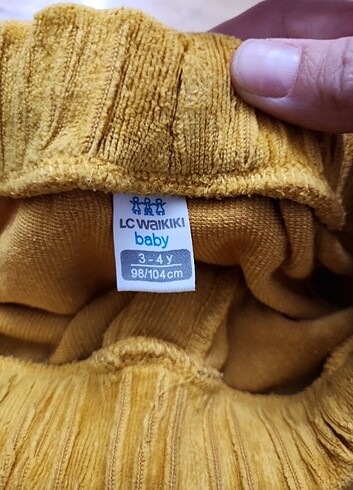 LC WAIKIKI
baby
3 - 4 y
98/104 cm